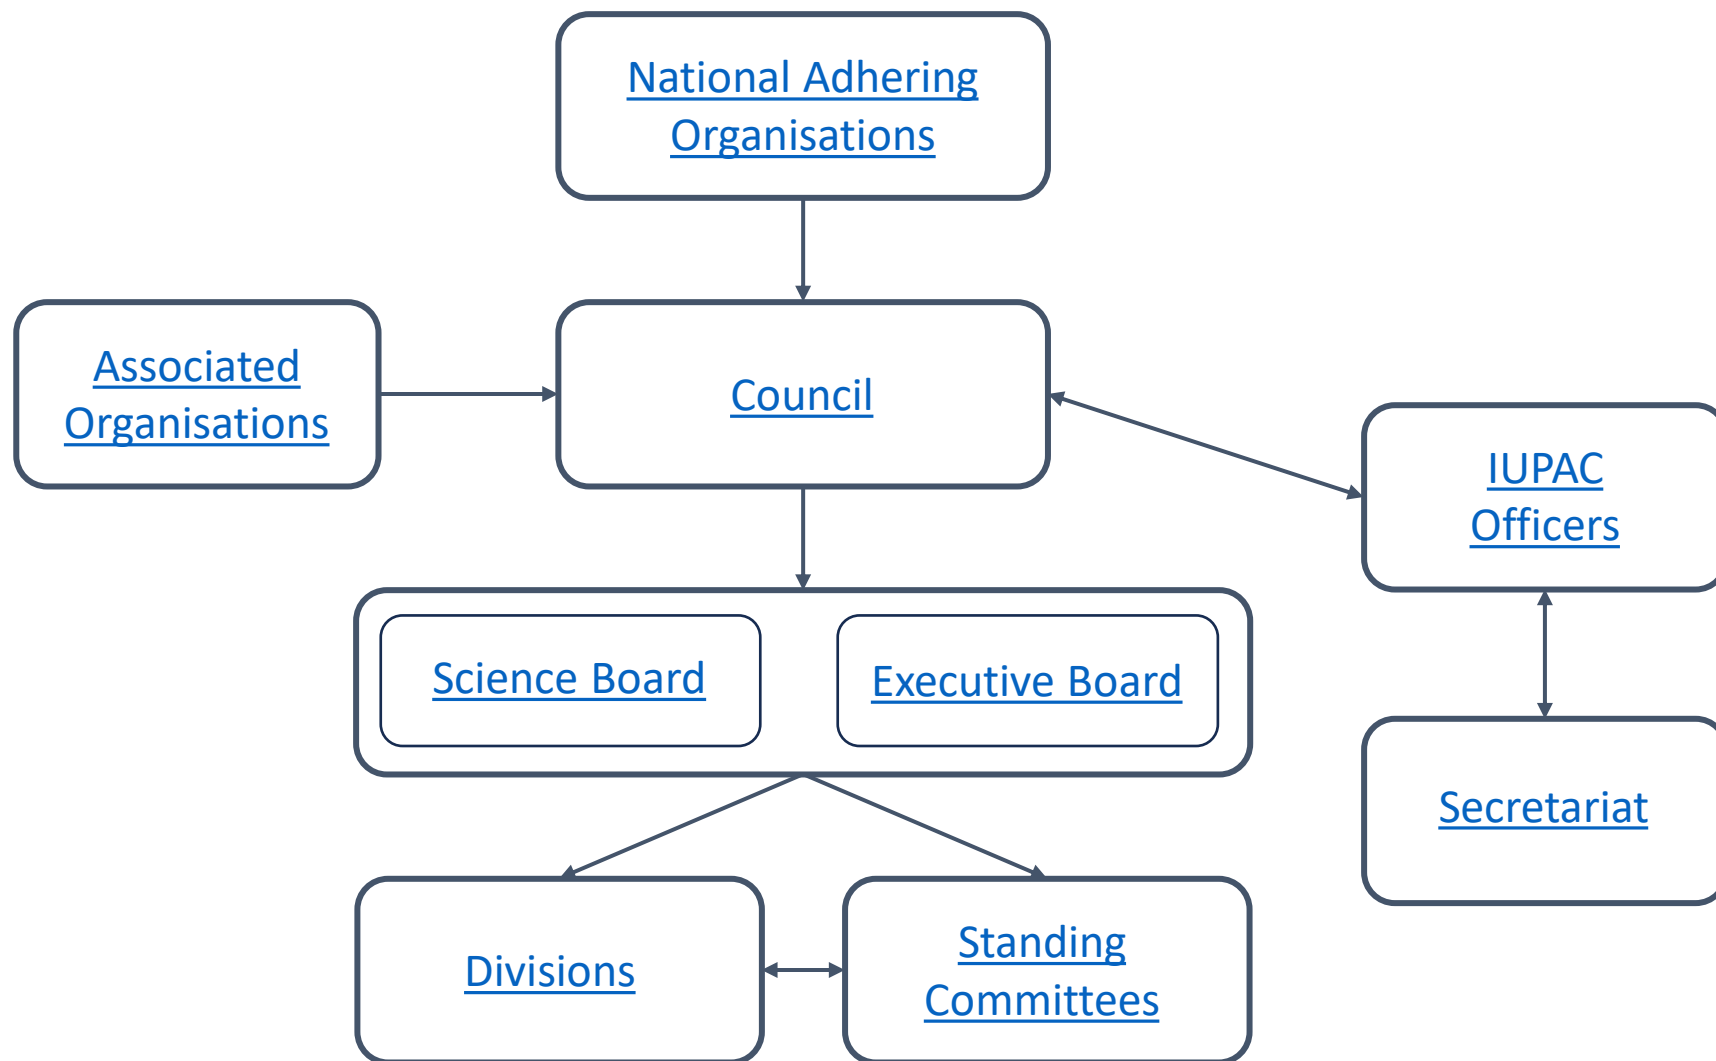 National Adhering
Organisations
Associated
Organisations
Council
IUPAC
Officers
Science Board
Executive Board
Secretariat
Divisions
Standing
Committees